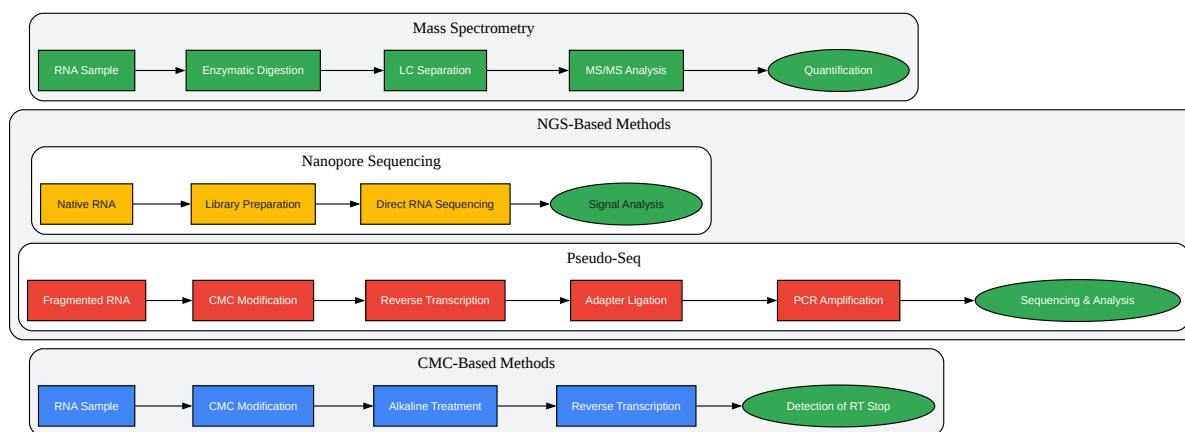 Mass Spectrometry
RNA Sample
Enzymatic Digestion
LC Separation
MS/MS Analysis
Quantification
NGS-Based Methods
Nanopore Sequencing
Native RNA
Library Preparation
Direct RNA Sequencing
Signal Analysis
Pseudo-Seq
Fragmented RNA
CMC Modification
Reverse Transcription
Adapter Ligation
PCR Amplification
Sequencing & Analysis
CMC-Based Methods
RNA Sample
CMC Modification
Alkaline Treatment
Reverse Transcription
Detection of RT Stop